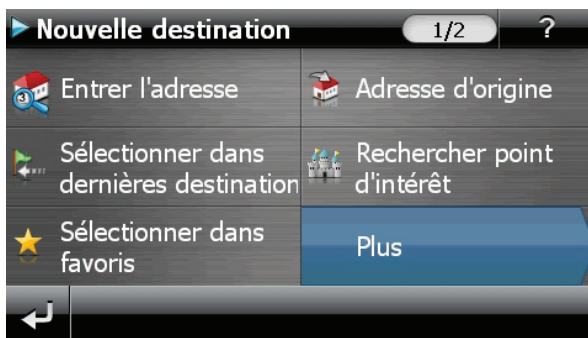 Nouvelle destination
1/2
?
Entrer l'adresse
Adresse d'origine
Sélectionner dans
dernières destination
Rechercher point
d'intérêt
Sélectionner dans
favoris
Plus